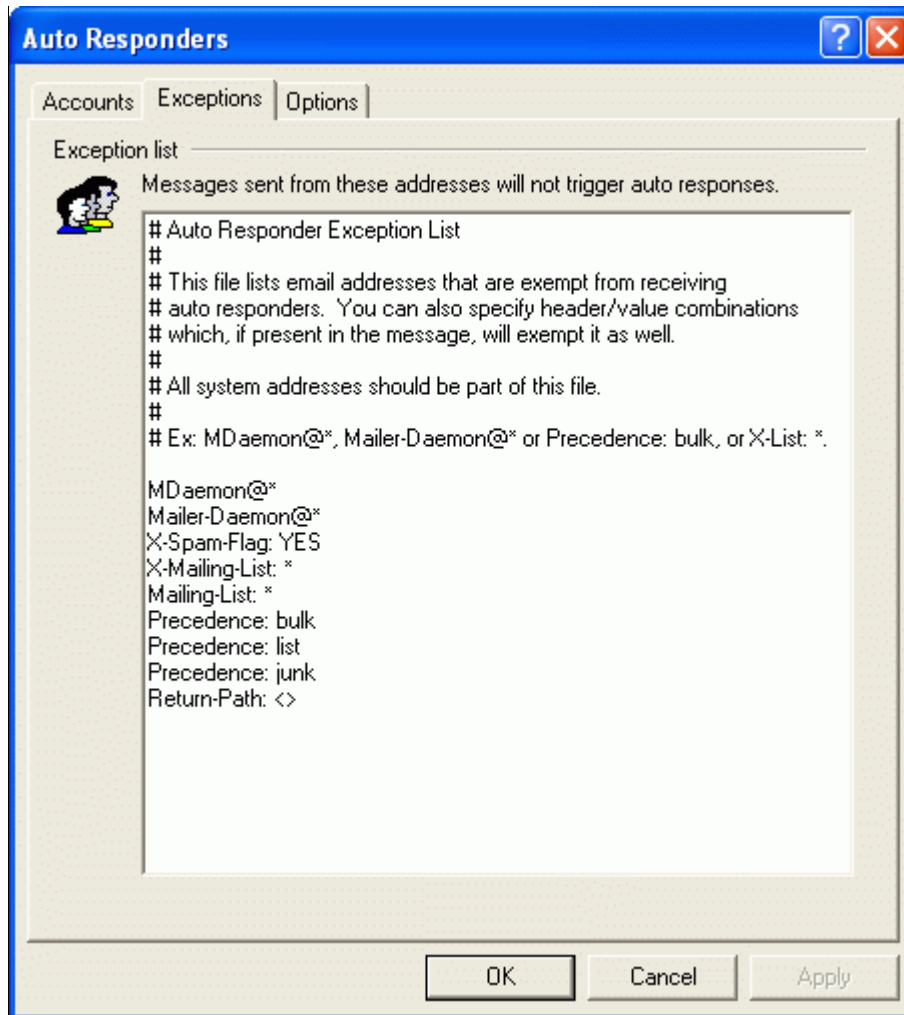 Auto Responders
Accounts
Exceptions
Options
Exception list
Messages sent from these addresses will not trigger auto responses.
# Auto Responder Exception List
#
# This file lists email addresses that are exempt from receiving
# auto responders.  You can also specify header/value combinations
# which, if present in the message, will exempt it as well.
#
# All system addresses should be part of this file.
#
# Ex: MDaemon@*, Mailer-Daemon@* or Precedence: bulk, or X-List: *.
MDaemon@*
Mailer-Daemon@*
X-Spam-Flag: YES
X-Mailing-List: *
Mailing-List: *
Precedence: bulk
Precedence: list
Precedence: junk
Return-Path: <>
OK
Cancel
Apply